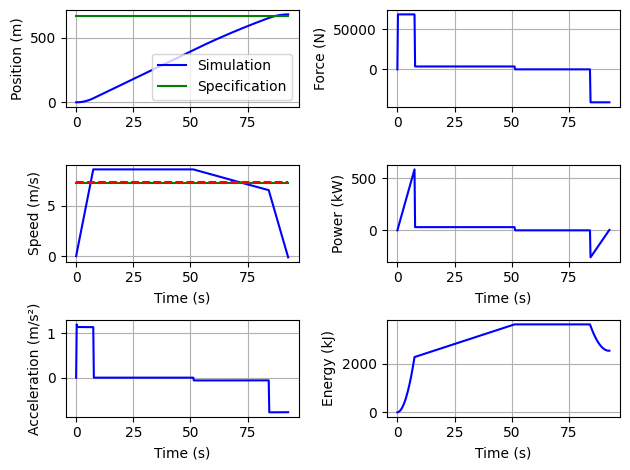 Position (m)
500
0
Simulation
Specification
0 25 50 75
Force (N)
50000
0
0 25 50 75
Speed (m/s)
5
0
0 25 50 75
Time (s)
Power (kW)
500
0
0 25 50 75
Time (s)
Acceleration (m/s²)
1
0
0 25 50 75
Time (s)
Energy (kJ)
2000
0
0 25 50 75
Time (s)